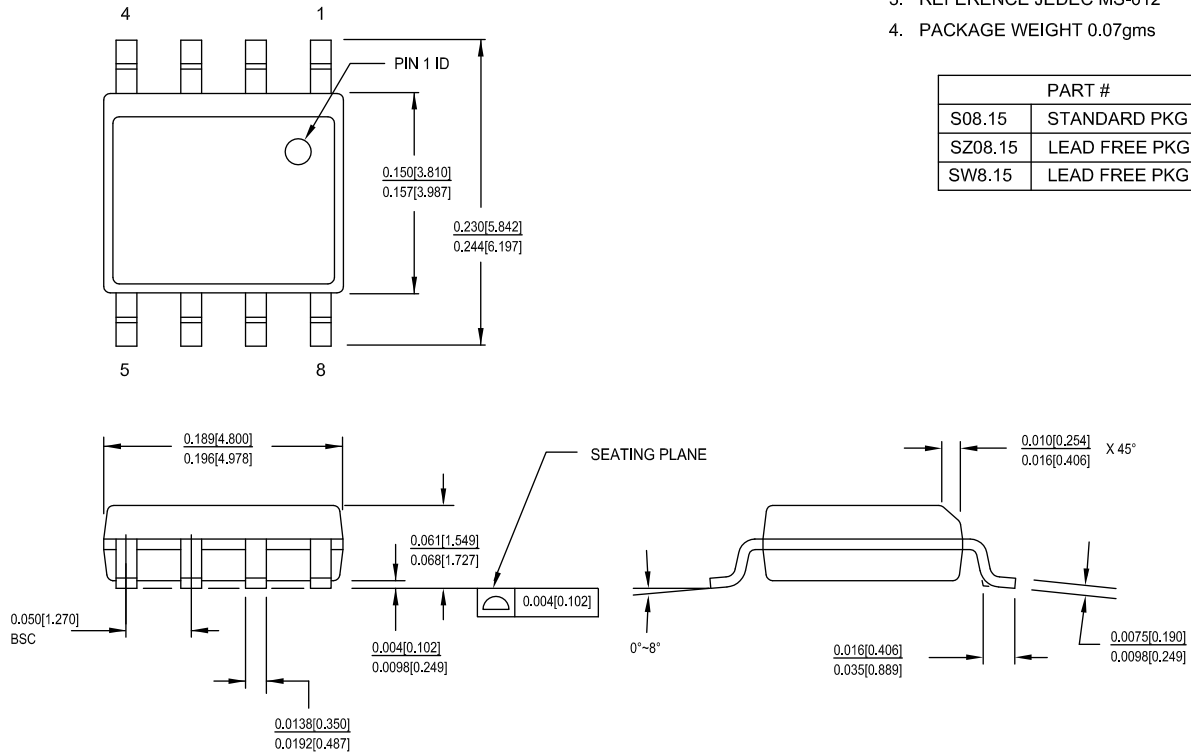 3. REFERENCE JEDEC MS-012
4. PACKAGE WEIGHT 0.07gms
PART #
S08.15 STANDARD PKG
SZ08.15 LEAD FREE PKG
SW8.15 LEAD FREE PKG
4 1
PIN 1 ID
0.150[3.810]
0.157[3.987]
0.230[5.842]
0.244[6.197]
5 8
0.189[4.800]
0.196[4.978]
SEATING PLANE
0.010[0.254]
0.016[0.406]
X 45°
0.061[1.549]
0.068[1.727]
0.004[0.102]
0.050[1.270]
BSC
0.004[0.102]
0.0098[0.249]
0°~8°
0.016[0.406]
0.035[0.889]
0.0075[0.190]
0.0098[0.249]
0.0138[0.350]
0.0192[0.487]